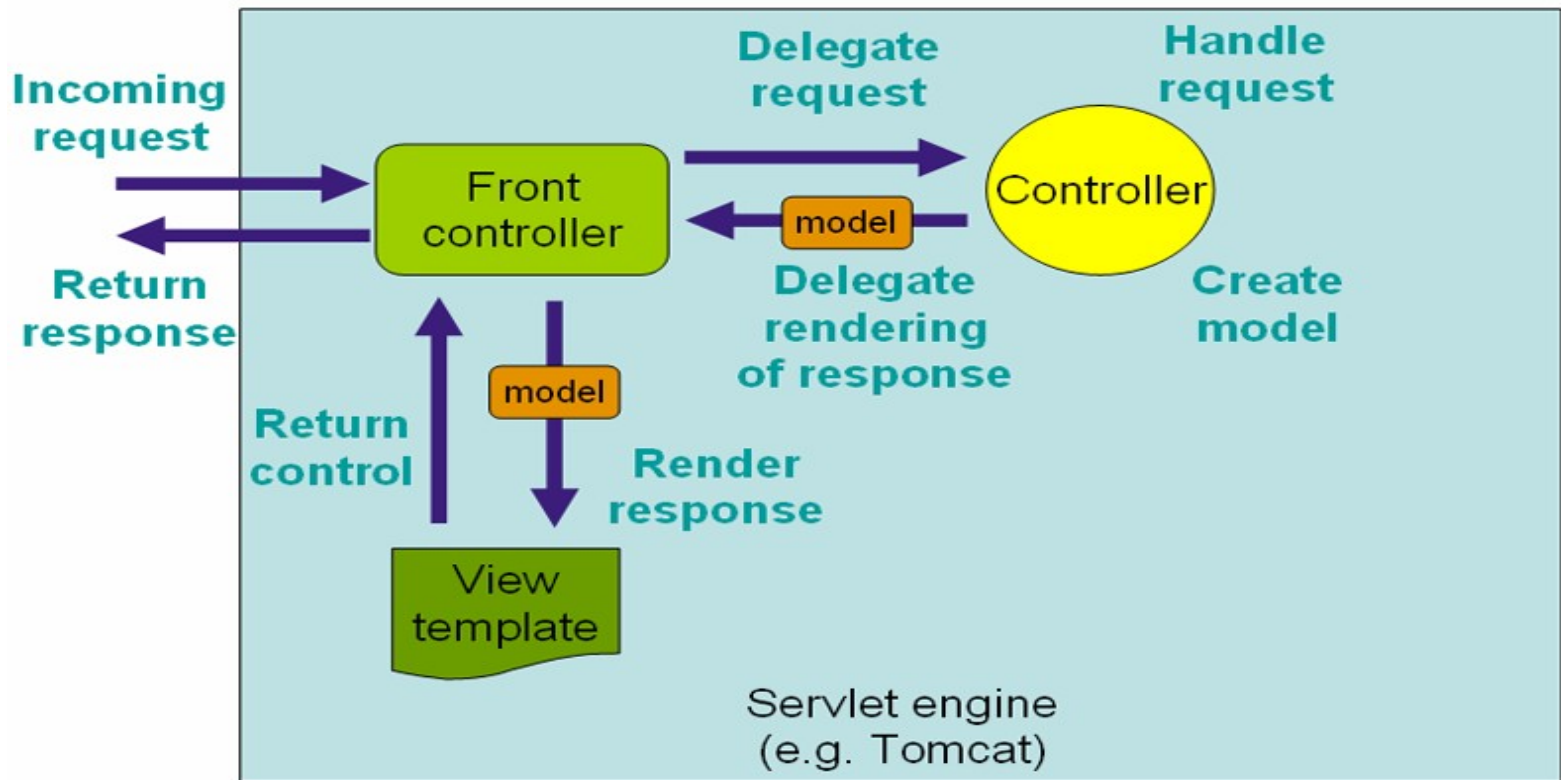 Incoming
request
Return
response
Front
controller
Delegate
request
Handle
request
Controller
model
Delegate
rendering
of response
Create
model
Return
control
model
Render
response
View
template
Servlet engine
(e.g. Tomcat)